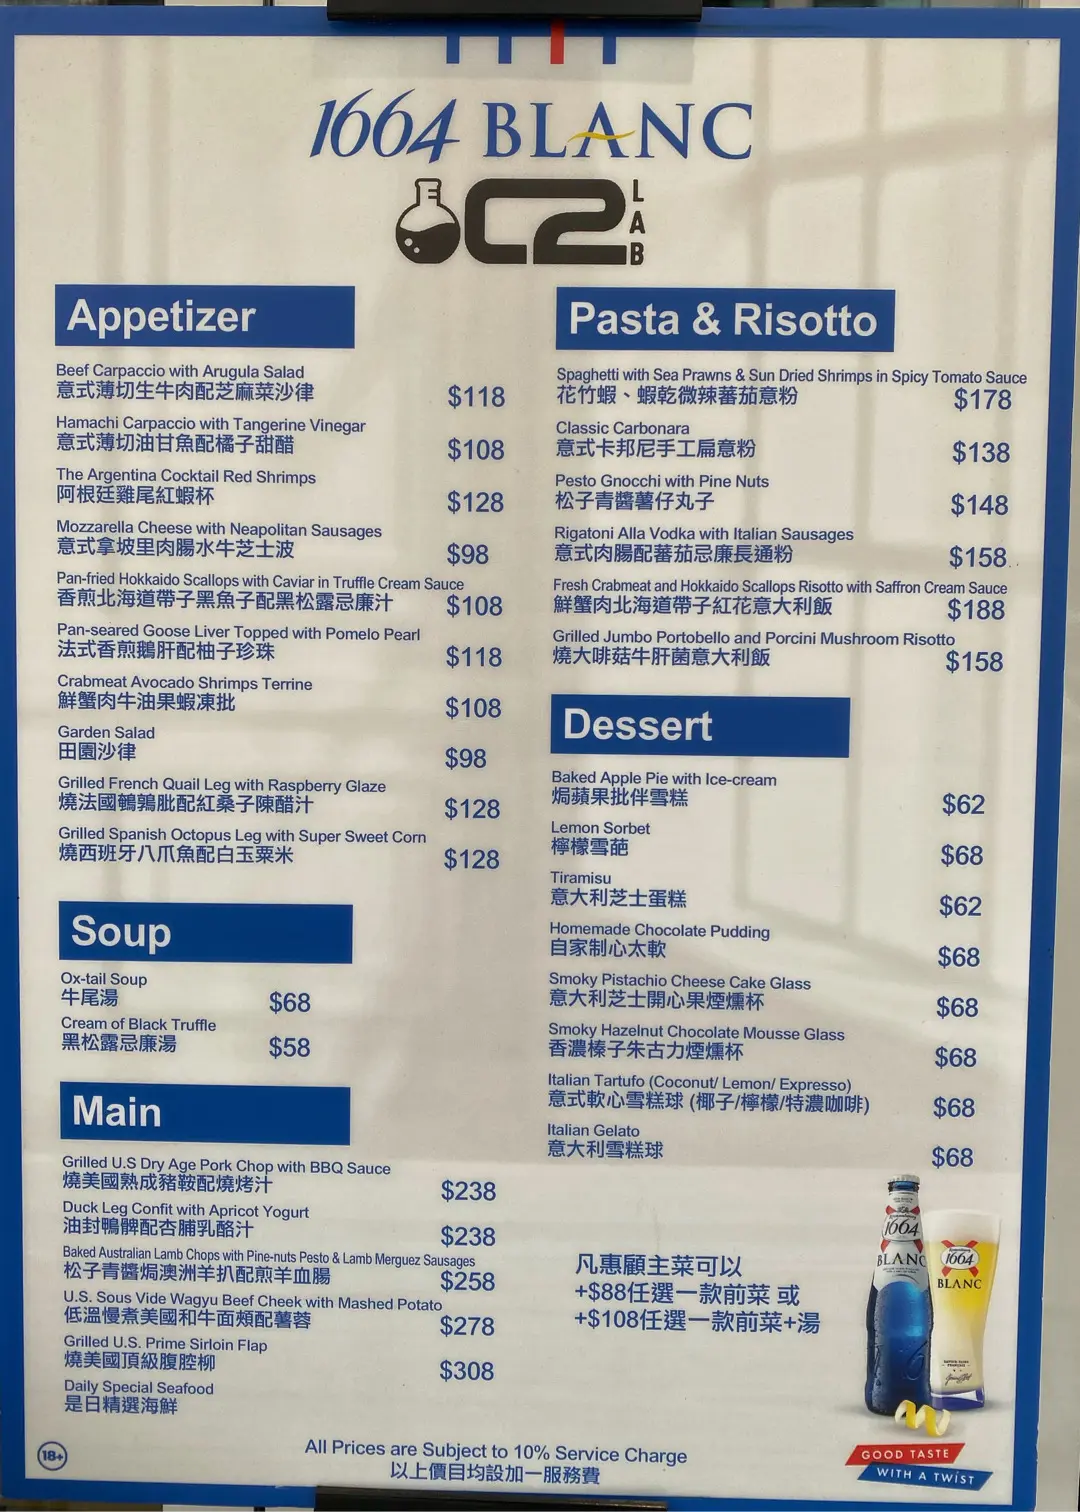 1664 BLANC
C2 LAB
Appetizer
Beef Carpaccio with Arugula Salad
意式薄切生牛肉配芝麻菜沙律
$118
Hamachi Carpaccio with Tangerine Vinegar
意式薄切油甘魚配橘子甜醋
$108
The Argentina Cocktail Red Shrimps
阿根廷雞尾紅蝦杯
$128
Mozzarella Cheese with Neapolitan Sausages
意式拿坡里肉腸水牛芝士波
$98
Pan-fried Hokkaido Scallops with Caviar in Truffle Cream Sauce
香煎北海道帶子黑魚子配黑松露忌廉汁
$108
Pan-seared Goose Liver Topped with Pomelo Pearl
法式香煎鵝肝配柚子珍珠
$118
Crabmeat Avocado Shrimps Terrine
鮮蟹肉牛油果蝦凍批
$108
Garden Salad
田園沙律
$98
Grilled French Quail Leg with Raspberry Glaze
燒法國鵪鶉肶配紅桑子陳醋汁
$128
Grilled Spanish Octopus Leg with Super Sweet Corn
燒西班牙八爪魚配白玉粟米
$128
Soup
Ox-tail Soup
牛尾湯
$68
Cream of Black Truffle
黑松露忌廉湯
$58
Main
Grilled U.S Dry Age Pork Chop with BBQ Sauce
燒美國熟成豬鞍配燒烤汁
$238
Duck Leg Confit with Apricot Yogurt
油封鴨髀配杏脯乳酪汁
$238
Baked Australian Lamb Chops with Pine-nuts Pesto & Lamb Merguez Sausages
松子青醬焗澳洲羊扒配煎羊血腸
$258
U.S. Sous Vide Wagyu Beef Cheek with Mashed Potato
低溫慢煮美國和牛面頰配薯蓉
$278
Grilled U.S. Prime Sirloin Flap
燒美國頂級腹腔柳
$308
Daily Special Seafood
是日精選海鮮
Pasta & Risotto
Spaghetti with Sea Prawns & Sun Dried Shrimps in Spicy Tomato Sauce
花竹蝦、蝦乾微辣蕃茄意粉
$178
Classic Carbonara
意式卡邦尼手工扁意粉
$138
Pesto Gnocchi with Pine Nuts
松子青醬薯仔丸子
$148
Rigatoni Alla Vodka with Italian Sausages
意式肉腸配蕃茄忌廉長通粉
$158
Fresh Crabmeat and Hokkaido Scallops Risotto with Saffron Cream Sauce
鮮蟹肉北海道帶子紅花意大利飯
$188
Grilled Jumbo Portobello and Porcini Mushroom Risotto
燒大啡菇牛肝菌意大利飯
$158
Dessert
Baked Apple Pie with Ice-cream
焗蘋果批伴雪糕
$62
Lemon Sorbet
檸檬雪葩
$68
Tiramisu
意大利芝士蛋糕
$62
Homemade Chocolate Pudding
自家制心太軟
$68
Smoky Pistachio Cheese Cake Glass
意大利芝士開心果煙燻杯
$68
Smoky Hazelnut Chocolate Mousse Glass
香濃榛子朱古力煙燻杯
$68
Italian Tartufo (Coconut/ Lemon/ Expresso)
意式軟心雪糕球 (椰子/檸檬/特濃咖啡)
$68
Italian Gelato
意大利雪糕球
$68
凡惠顧主菜可以
+$88任選一款前菜 或
+$108任選一款前菜+湯
1664
BLANC
1664
BLANC
GOOD TASTE
WITH A TWIST
18+
All Prices are Subject to 10% Service Charge
以上價目均設加一服務費